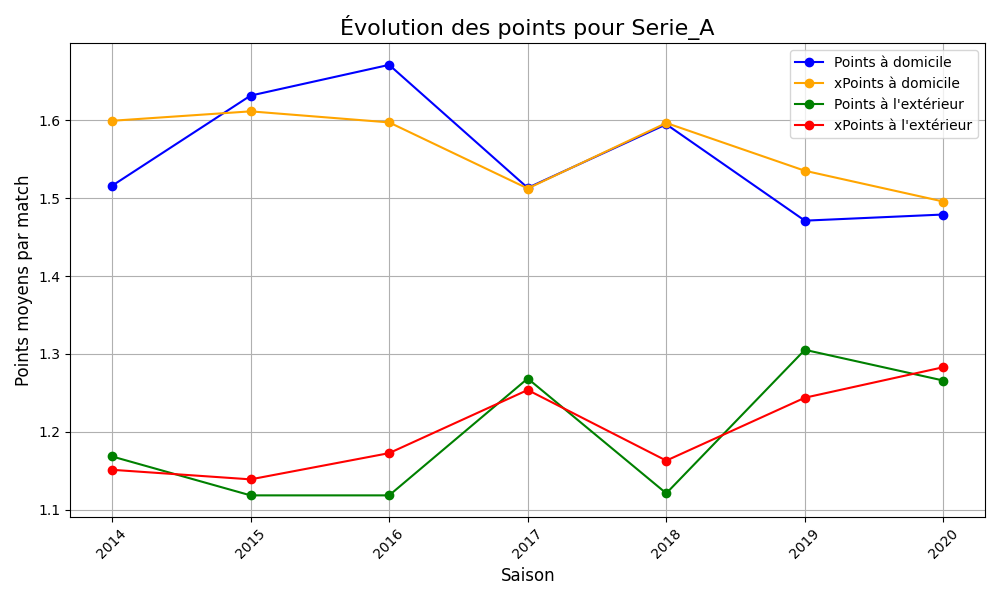 Évolution des points pour Serie_A
Points à domicile
xPoints à domicile
Points à l'extérieur
xPoints à l'extérieur
Points moyens par match
1.6
1.5
1.4
1.3
1.2
1.1
2014
2015
2016
2017
2018
2019
2020
Saison